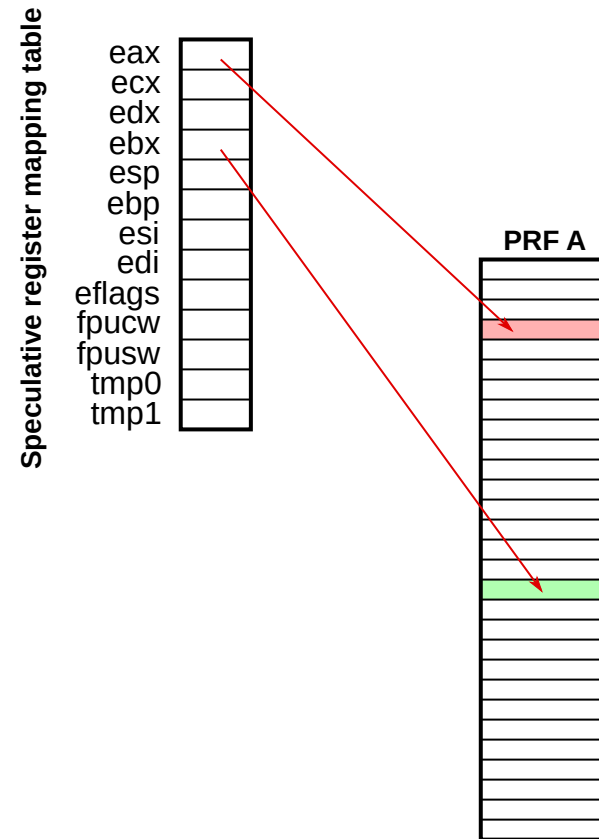 Speculative register mapping table
eax
ecx
edx
ebx
esp
ebp
esi
edi
eflags
fpucw
fpusw
tmp0
tmp1
PRF A